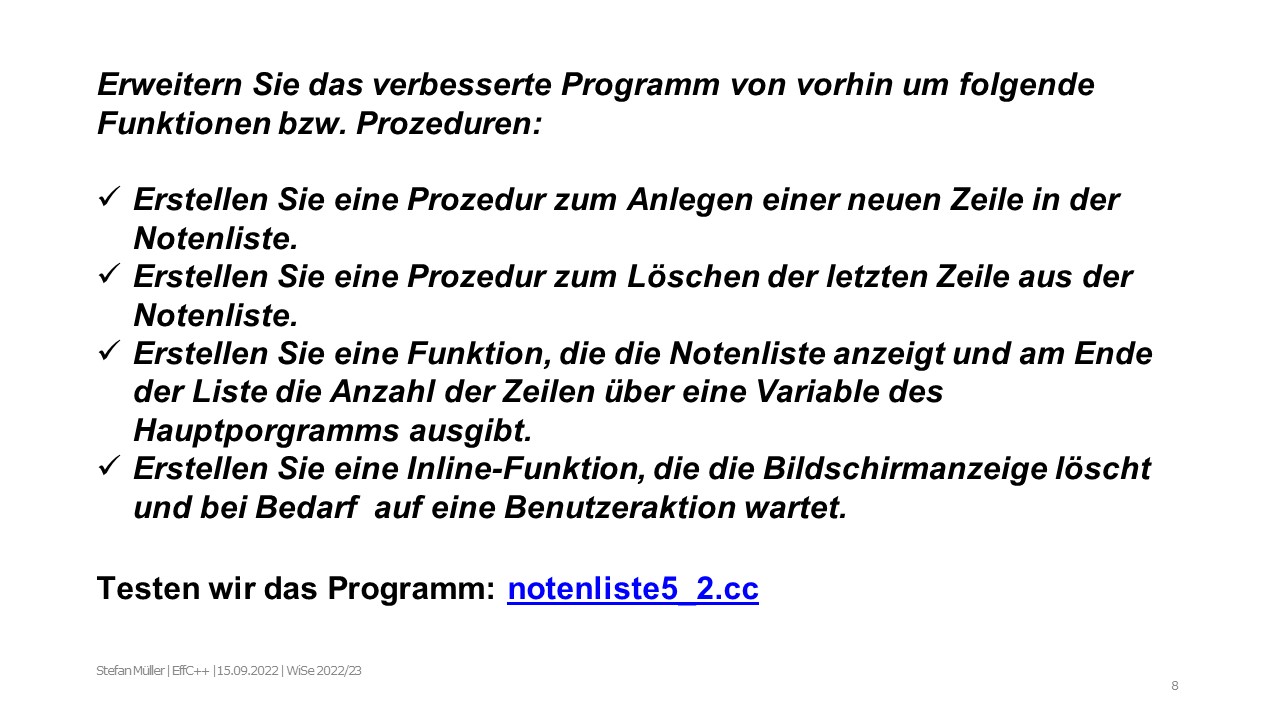 Erweitern Sie das verbesserte Programm von vorhin um folgende
Funktionen bzw. Prozeduren:
✓ Erstellen Sie eine Prozedur zum Anlegen einer neuen Zeile in der
Notenliste.
✓ Erstellen Sie eine Prozedur zum Löschen der letzten Zeile aus der
Notenliste.
✓ Erstellen Sie eine Funktion, die die Notenliste anzeigt und am Ende
der Liste die Anzahl der Zeilen über eine Variable des
Hauptporgramms ausgibt.
✓ Erstellen Sie eine Inline-Funktion, die die Bildschirmanzeige löscht
und bei Bedarf  auf eine Benutzeraktion wartet.
Testen wir das Programm: notenliste5_2.cc
Stefan Müller | EffC++ |15.09.2022 | WiSe 2022/23
8